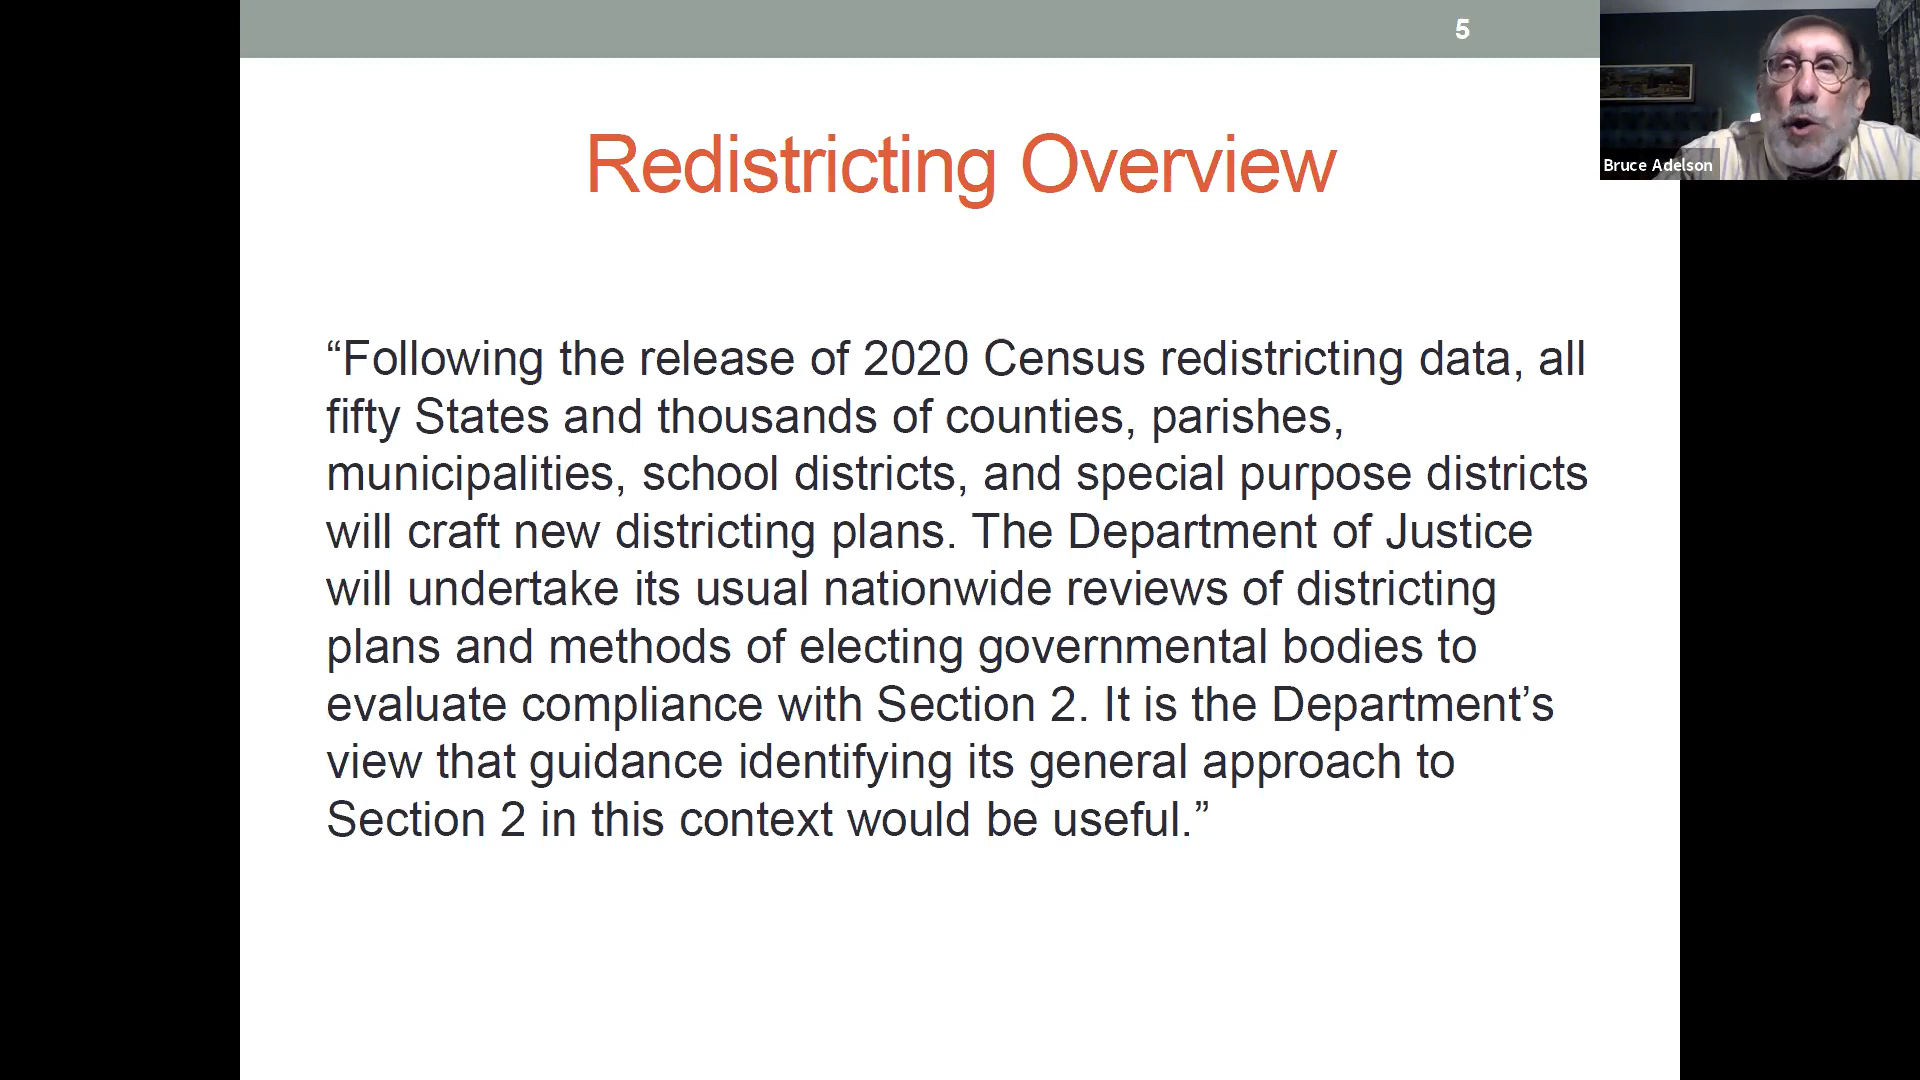 5
Bruce Adelson
Redistricting Overview
“Following the release of 2020 Census redistricting data, all
fifty States and thousands of counties, parishes,
municipalities, school districts, and special purpose districts
will craft new districting plans. The Department of Justice
will undertake its usual nationwide reviews of districting
plans and methods of electing governmental bodies to
evaluate compliance with Section 2. It is the Department’s
view that guidance identifying its general approach to
Section 2 in this context would be useful.”